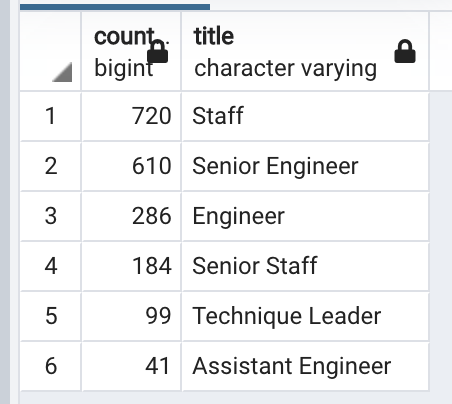 count.. title
bigint character varying
1 720 Staff
2 610 Senior Engineer
3 286 Engineer
4 184 Senior Staff
5 99 Technique Leader
6 41 Assistant Engineer